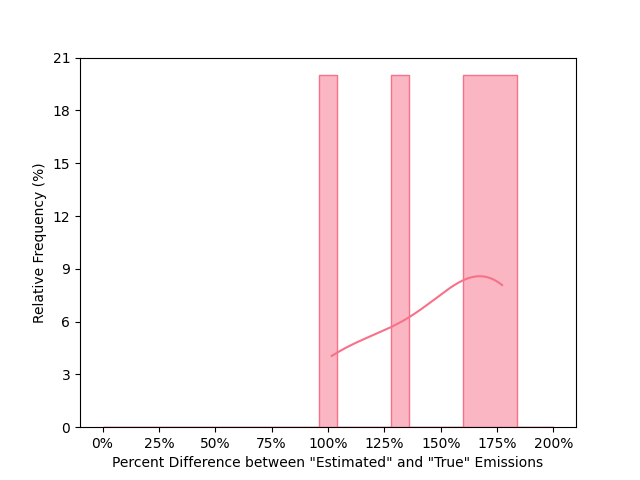 21
18
15
12
9
6
3
0
Relative Frequency (%)
0% 25% 50% 75% 100% 125% 150% 175% 200%
Percent Difference between "Estimated" and "True" Emissions